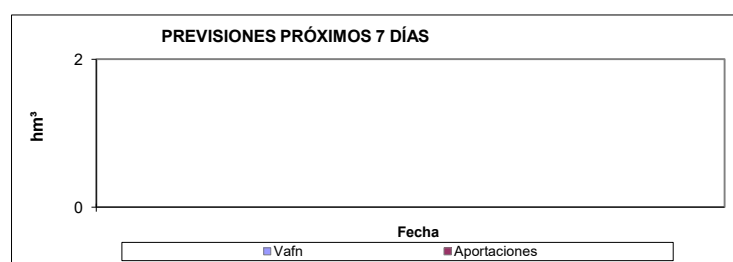 PREVISIONES PRÓXIMOS 7 DÍAS
2
hm³
0
Fecha
Vafn Aportaciones